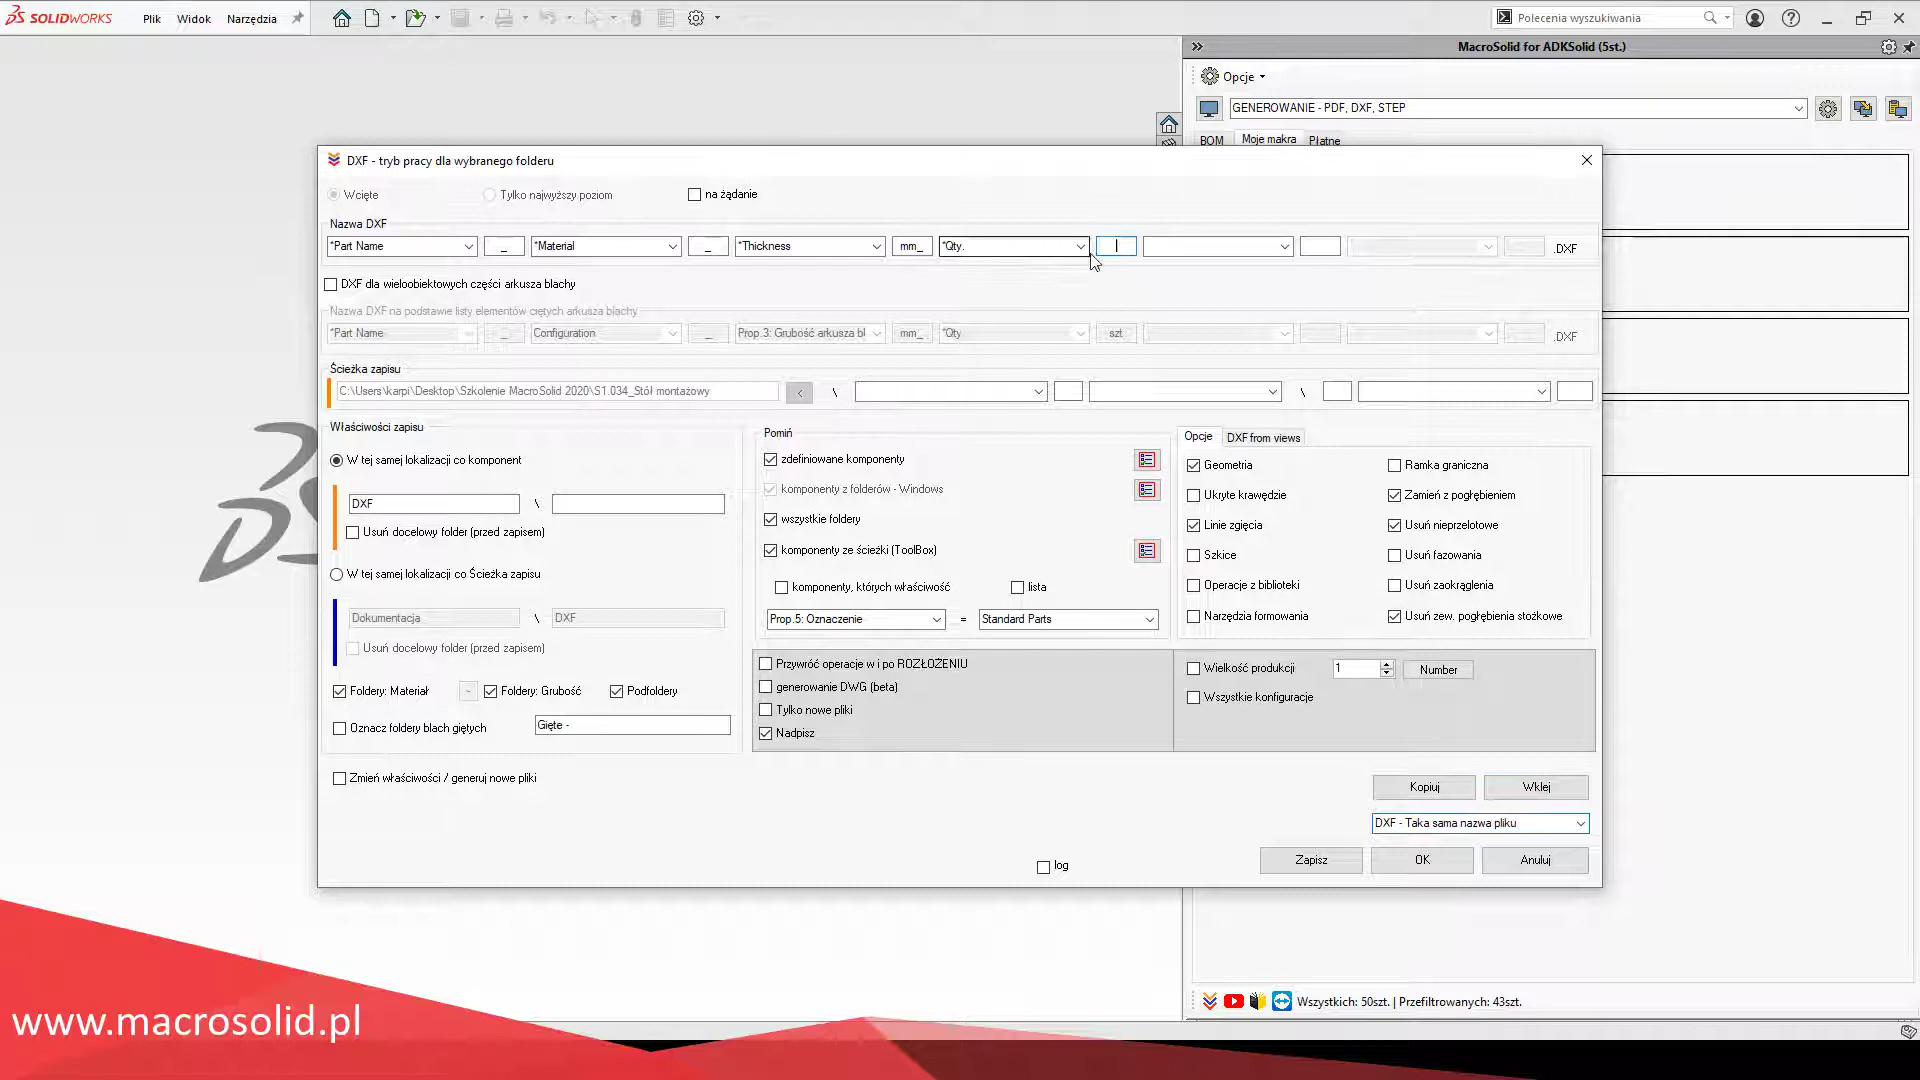 SOLIDWORKS Plik Widok Narzędzia Polecenia wyszukiwania
MacroSolid for ADKSolid (5st.)
Opcje
GENEROWANIE - PDF, DXF, STEP
BOM Moje makra Płatne
DXF - tryb pracy dla wybranego folderu
Wcięte Tylko najwyższy poziom na żądanie
Nazwa DXF
*Part Name _ *Material _ *Thickness mm_ *Qty. .DXF
DXF dla wieloobiektowych części arkusza blachy
Nazwa DXF na podstawie listy elementów ciętych arkusza blachy
*Part Name _ Configuration _ Prop.3: Grubość arkusza bl mm_ *Qty szt .DXF
Ścieżka zapisu
C:\Users\karpi\Desktop\Szkolenie MacroSolid 2020\S1.034_Stół montażowy < \ \
Właściwości zapisu
W tej samej lokalizacji co komponent
DXF \
Usuń docelowy folder (przed zapisem)
W tej samej lokalizacji co Ścieżka zapisu
Dokumentacja \ DXF
Usuń docelowy folder (przed zapisem)
Foldery: Materiał - Foldery: Grubość Podfoldery
Oznacz foldery blach giętych Gięte -
Zmień właściwości / generuj nowe pliki
Pomiń
zdefiniowane komponenty
komponenty z folderów - Windows
wszystkie foldery
komponenty ze ścieżki (ToolBox)
komponenty, których właściwość lista
Prop.5: Oznaczenie = Standard Parts
Przywróć operacje w i po ROZŁOŻENIU
generowanie DWG (beta)
Tylko nowe pliki
Nadpisz
Opcje DXF from views
Geometria Ramka graniczna
Ukryte krawędzie Zamień z pogłębieniem
Linie zgięcia Usuń nieprzelotowe
Szkice Usuń fazowania
Operacje z biblioteki Usuń zaokrąglenia
Narzędzia formowania Usuń zew. pogłębienia stożkowe
Wielkość produkcji 1 Number
Wszystkie konfiguracje
Kopiuj Wklej
DXF - Taka sama nazwa pliku
log Zapisz OK Anuluj
Wszystkich: 50szt. | Przefiltrowanych: 43szt.
www.macrosolid.pl